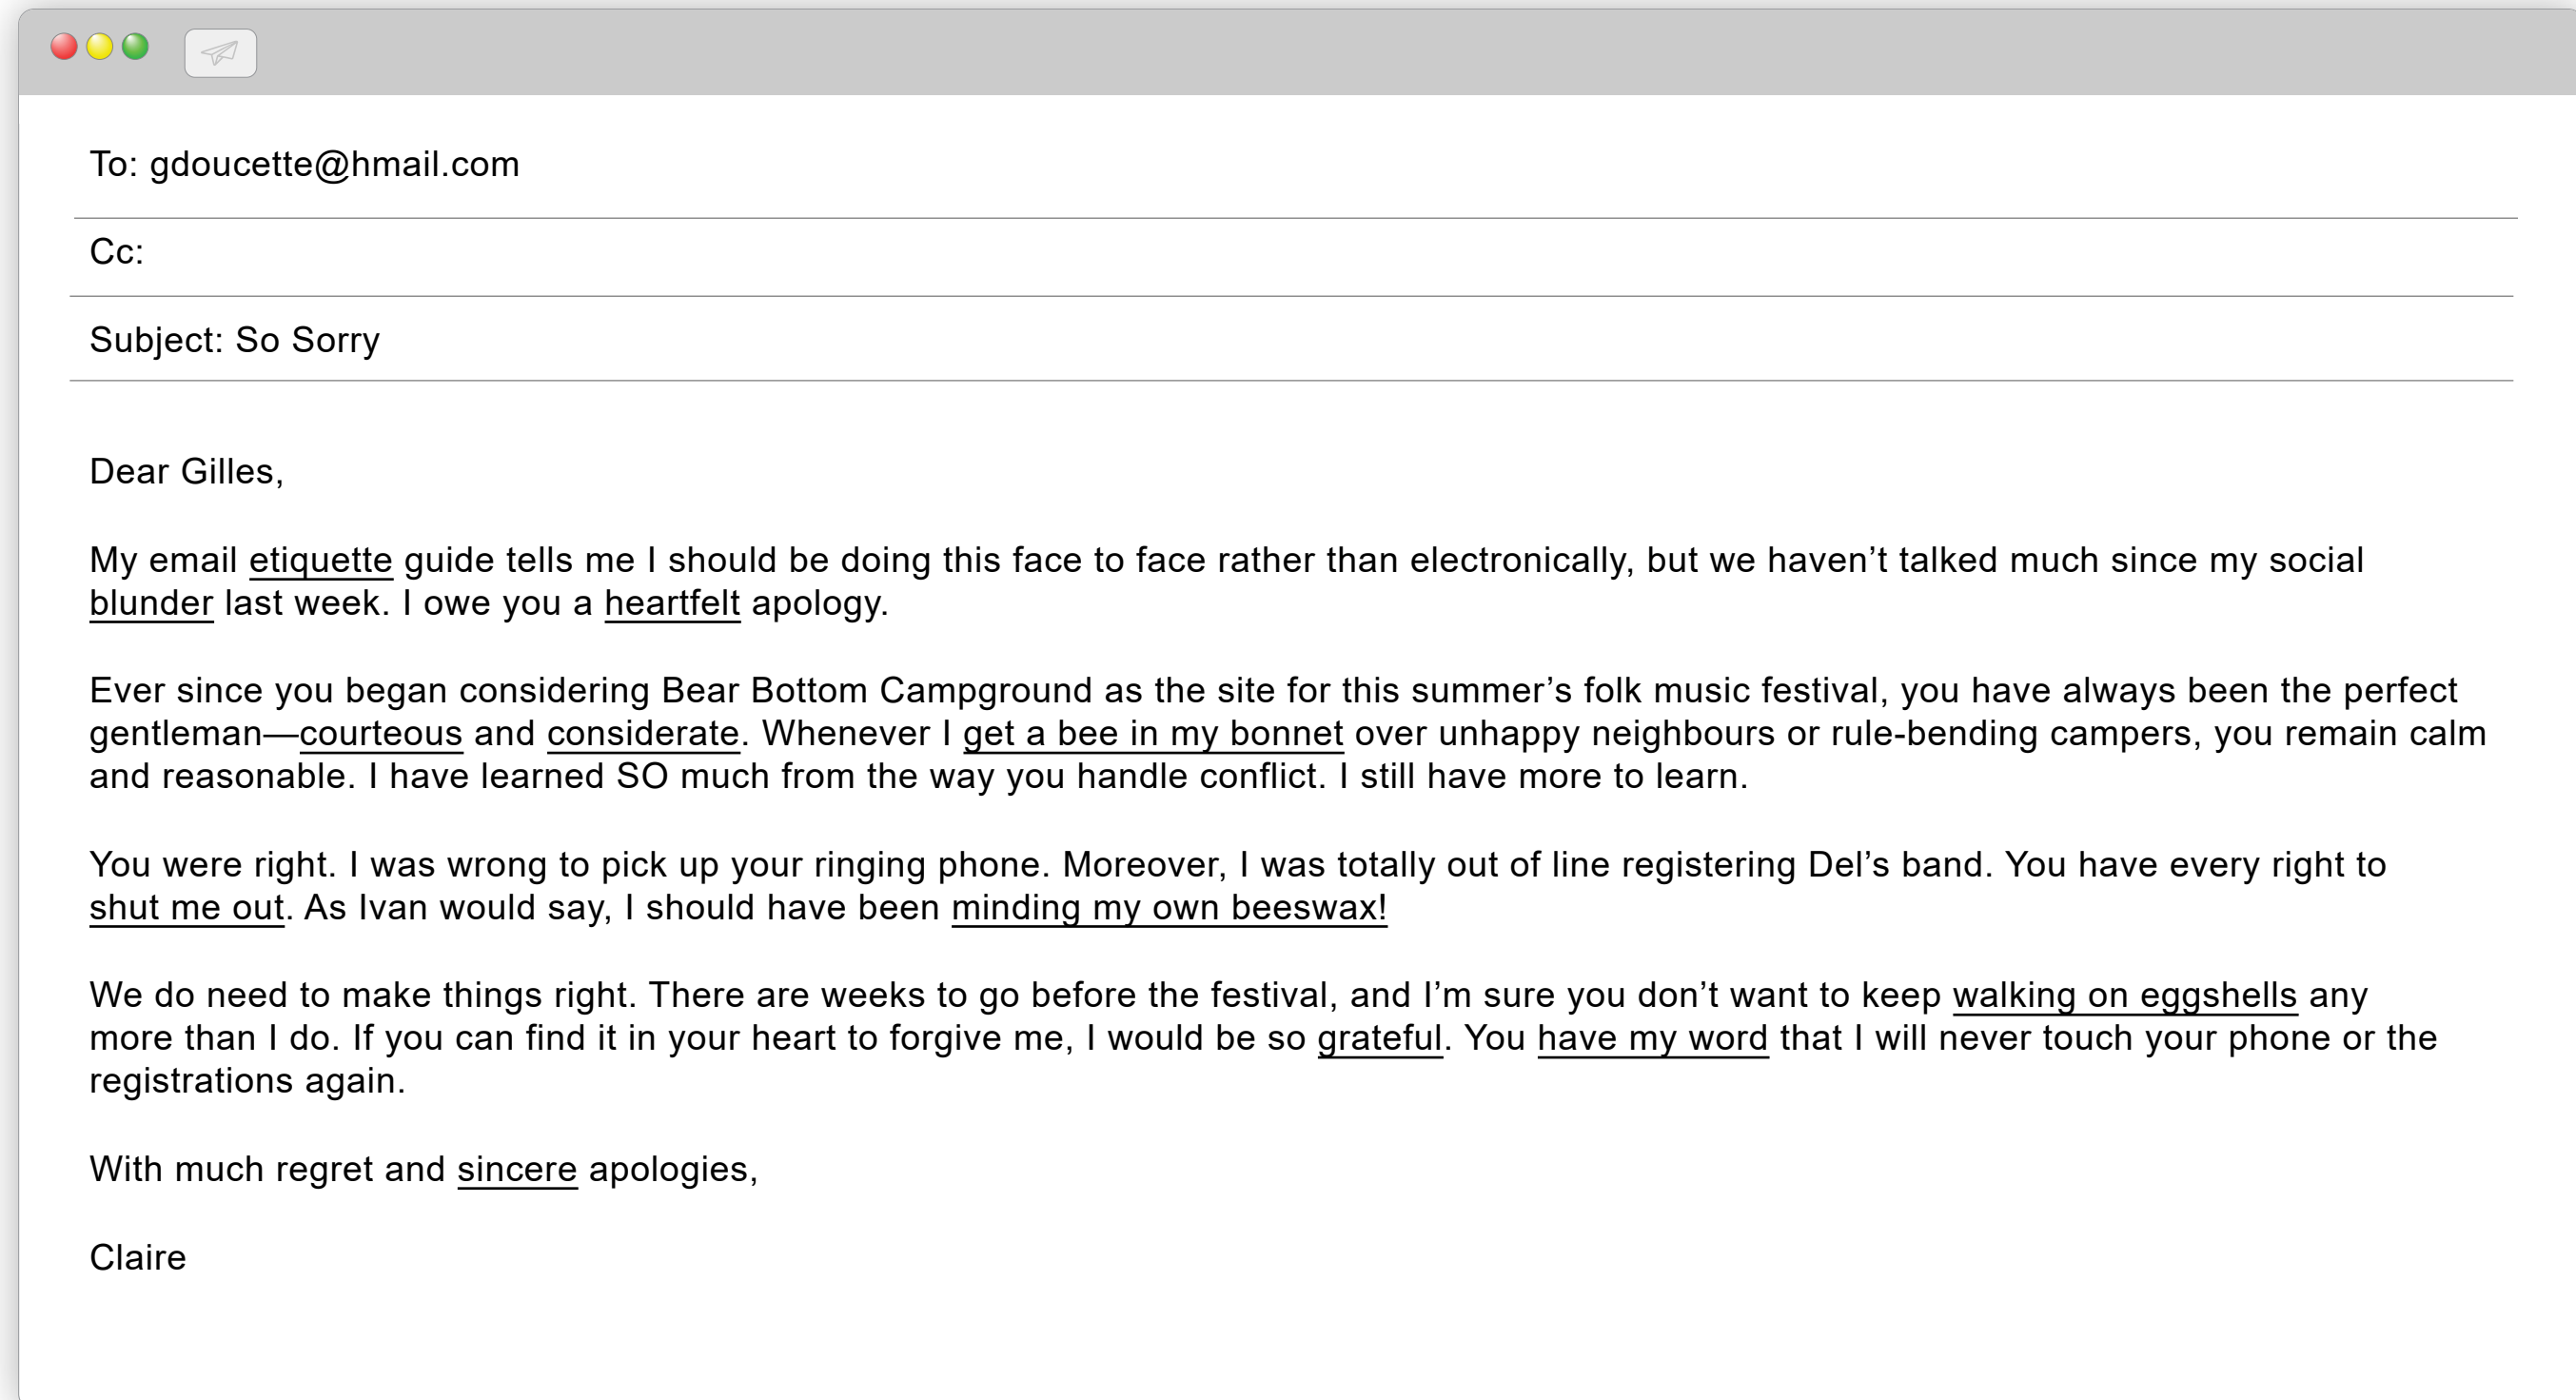 To: gdoucette@hmail.com
Cc:
Subject: So Sorry
Dear Gilles,
My email etiquette guide tells me I should be doing this face to face rather than electronically, but we haven’t talked much since my social
blunder last week. I owe you a heartfelt apology.
Ever since you began considering Bear Bottom Campground as the site for this summer’s folk music festival, you have always been the perfect
gentleman—courteous and considerate. Whenever I get a bee in my bonnet over unhappy neighbours or rule-bending campers, you remain calm
and reasonable. I have learned SO much from the way you handle conflict. I still have more to learn.
You were right. I was wrong to pick up your ringing phone. Moreover, I was totally out of line registering Del’s band. You have every right to
shut me out. As Ivan would say, I should have been minding my own beeswax!
We do need to make things right. There are weeks to go before the festival, and I’m sure you don’t want to keep walking on eggshells any
more than I do. If you can find it in your heart to forgive me, I would be so grateful. You have my word that I will never touch your phone or the
registrations again.
With much regret and sincere apologies,
Claire